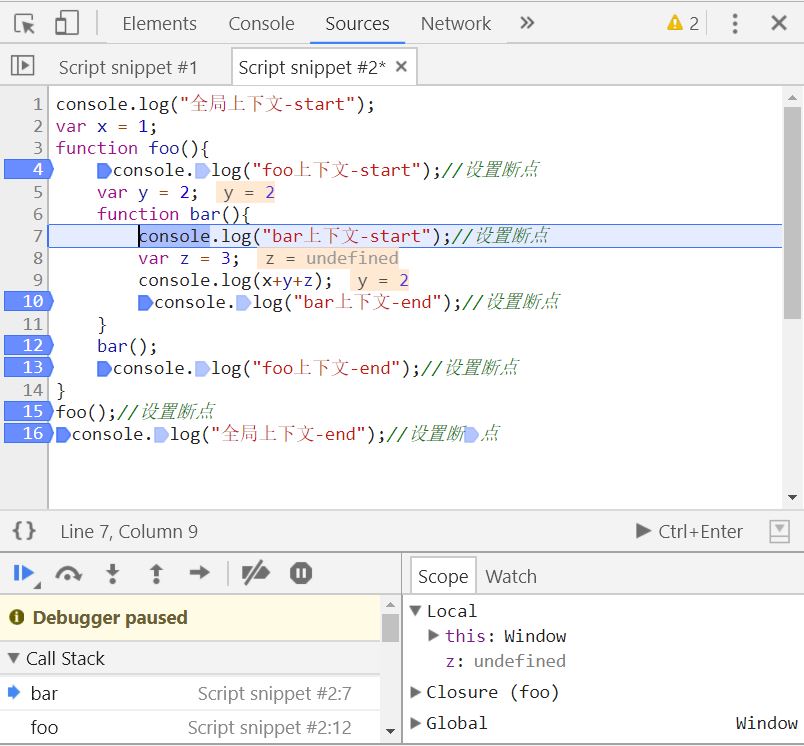 Elements Console Sources Network » 2
Script snippet #1 Script snippet #2* ×
1 console.log("全局上下文-start");
2 var x = 1;
3 function foo(){
4 console.log("foo上下文-start");//设置断点
5 var y = 2; y = 2
6 function bar(){
7 console.log("bar上下文-start");//设置断点
8 var z = 3; z = undefined
9 console.log(x+y+z); y = 2
10 console.log("bar上下文-end");//设置断点
11 }
12 bar();
13 console.log("foo上下文-end");//设置断点
14 }
15 foo();//设置断点
16 console.log("全局上下文-end");//设置断点
{} Line 7, Column 9 Ctrl+Enter
Scope Watch
Debugger paused
Call Stack
bar Script snippet #2:7
foo Script snippet #2:12
Local
this: Window
z: undefined
Closure (foo)
Global Window